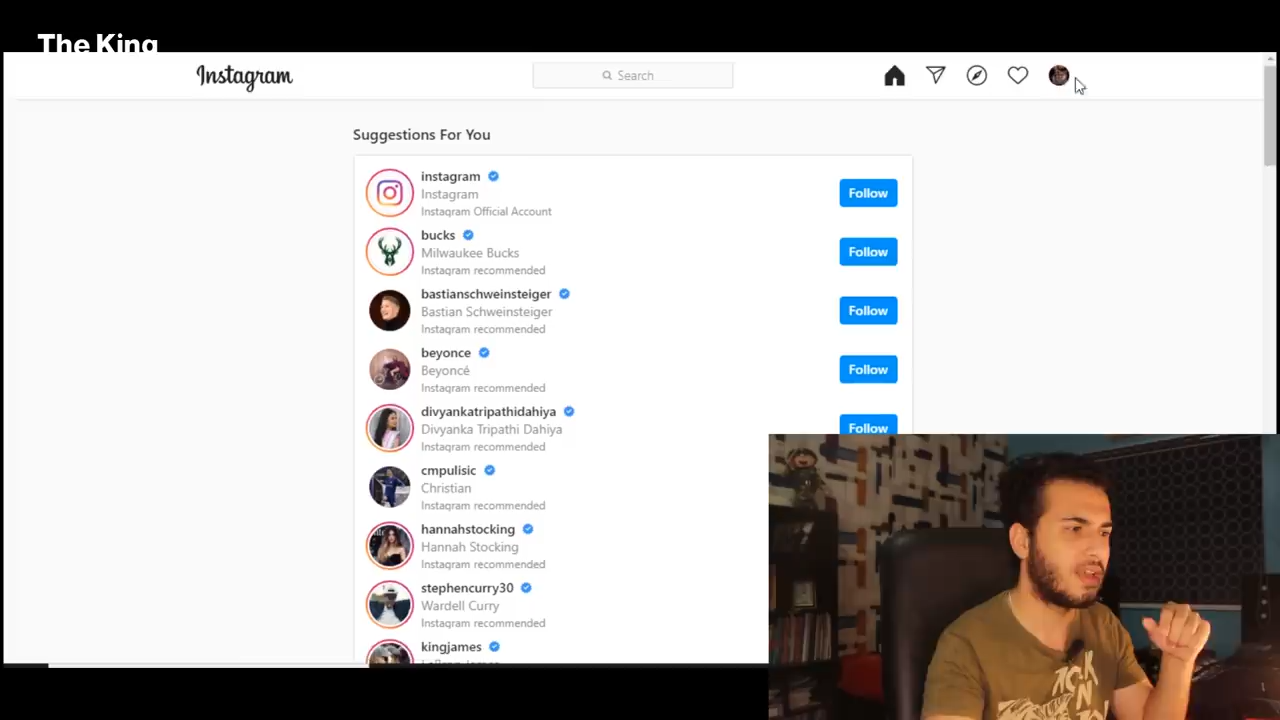 The King
Instagram
Search
Suggestions For You
instagram
Instagram
Instagram Official Account
Follow
bucks
Milwaukee Bucks
Instagram recommended
Follow
bastianschweinsteiger
Bastian Schweinsteiger
Instagram recommended
Follow
beyonce
Beyoncé
Instagram recommended
Follow
divyankatripathidahiya
Divyanka Tripathi Dahiya
Instagram recommended
Follow
cmpulisic
Christian
Instagram recommended
hannahstocking
Hannah Stocking
Instagram recommended
stephencurry30
Wardell Curry
Instagram recommended
kingjames